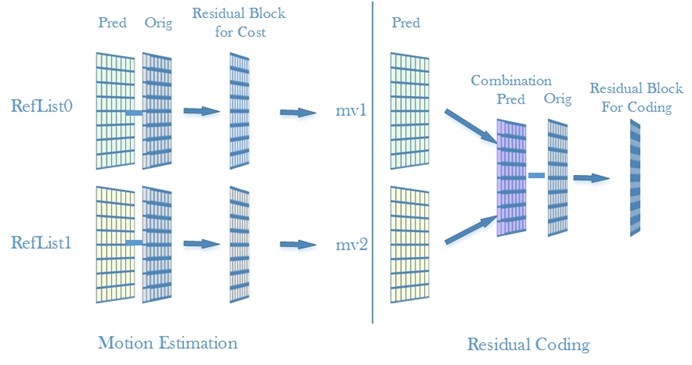 Pred
Orig
Residual Block
for Cost
RefList0
mv1
RefList1
mv2
Motion Estimation
Pred
Combination
Pred
Orig
Residual Block
For Coding
Residual Coding